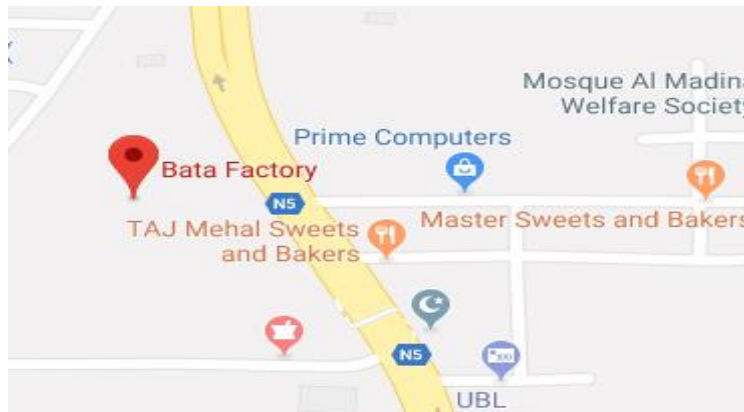 Mosque Al Madina
Welfare Society
Prime Computers
Bata Factory
N5
TAJ Mehal Sweets
and Bakers
Master Sweets and Bakers
N5
UBL